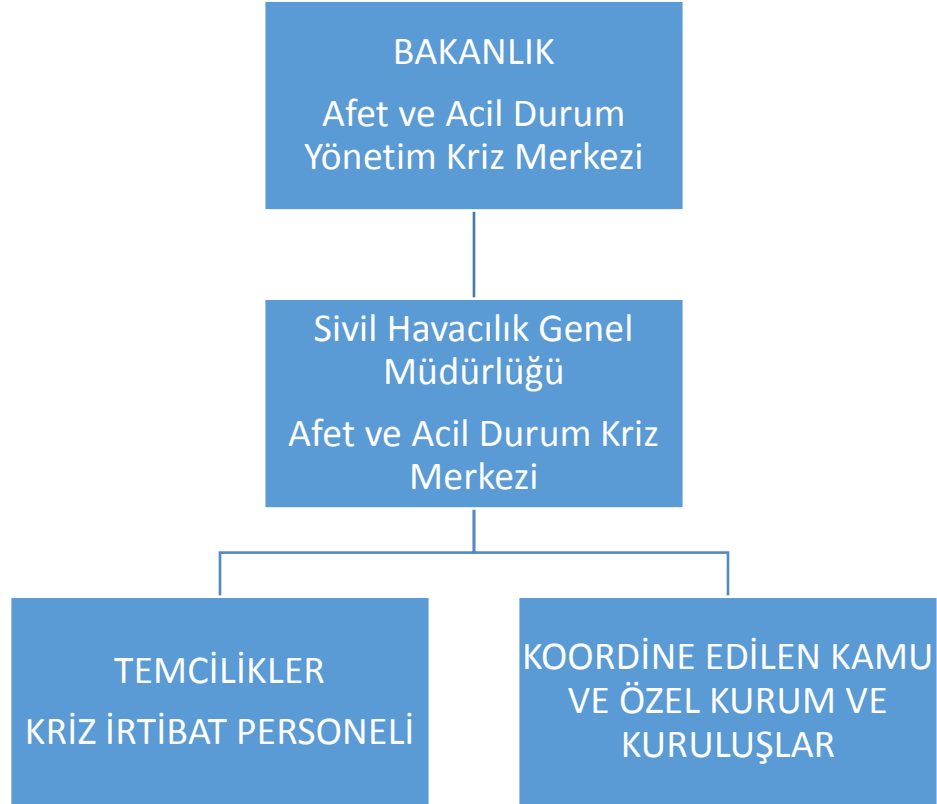 BAKANLIK
Afet ve Acil Durum
Yönetim Kriz Merkezi
Sivil Havacılık Genel
Müdürlüğü
Afet ve Acil Durum Kriz
Merkezi
TEMCİLİKLER
KRİZ İRTİBAT PERSONELİ
KOORDİNE EDİLEN KAMU
VE ÖZEL KURUM VE
KURULUŞLAR